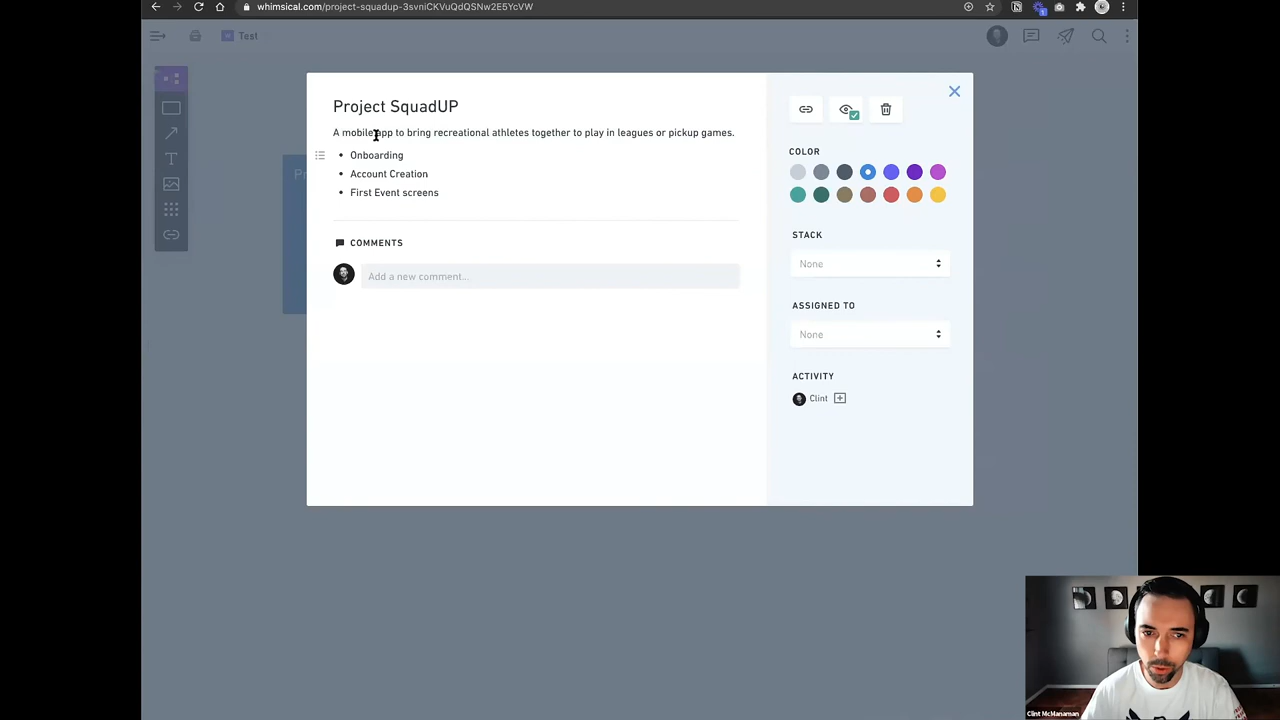 whimsical.com/project-squadup-3svniCKVuQdQSNw2E5YcVW
Test
Project SquadUP
A mobile app to bring recreational athletes together to play in leagues or pickup games.
Onboarding
Account Creation
First Event screens
COMMENTS
Add a new comment...
COLOR
STACK
None
ASSIGNED TO
None
ACTIVITY
Clint
Pr
Clint McManaman